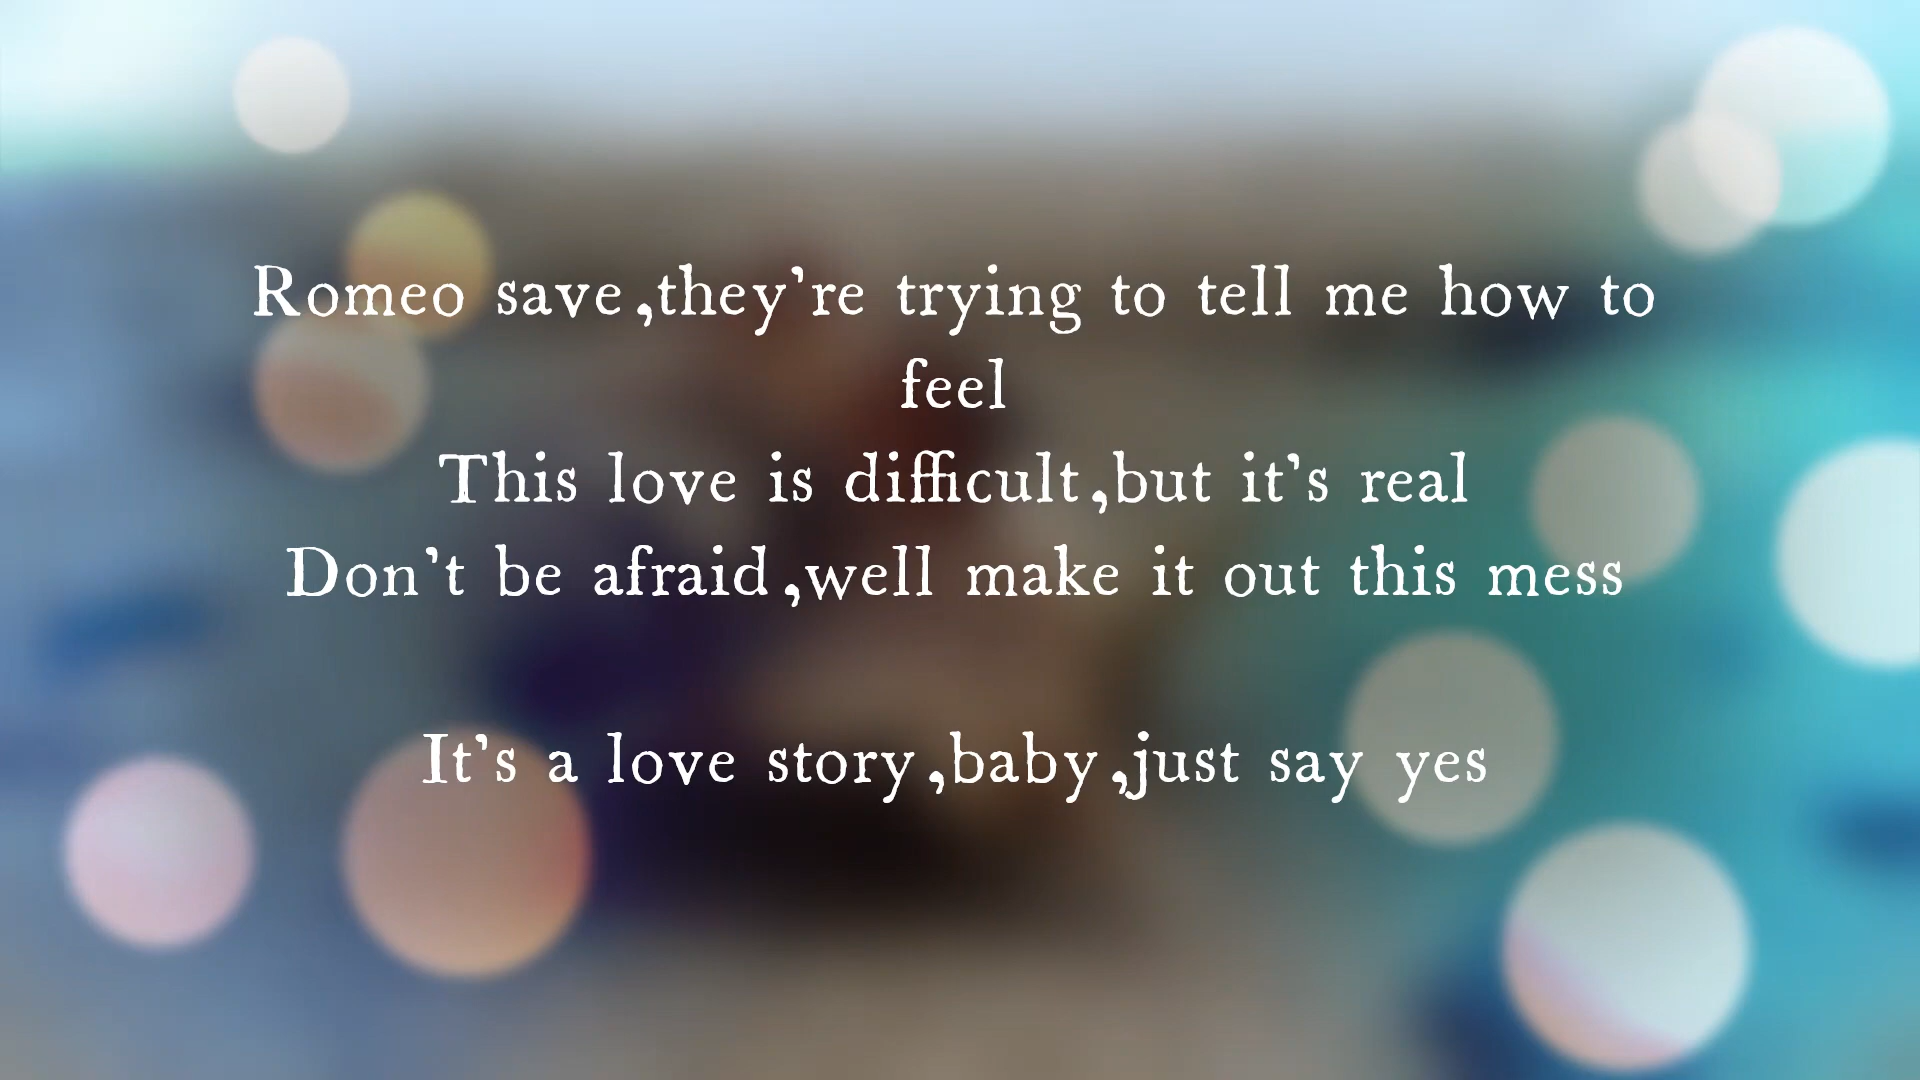 Romeo save,they're trying to tell me how to
feel
This love is difficult,but it's real
Don't be afraid,well make it out this mess
It's a love story,baby,just say yes